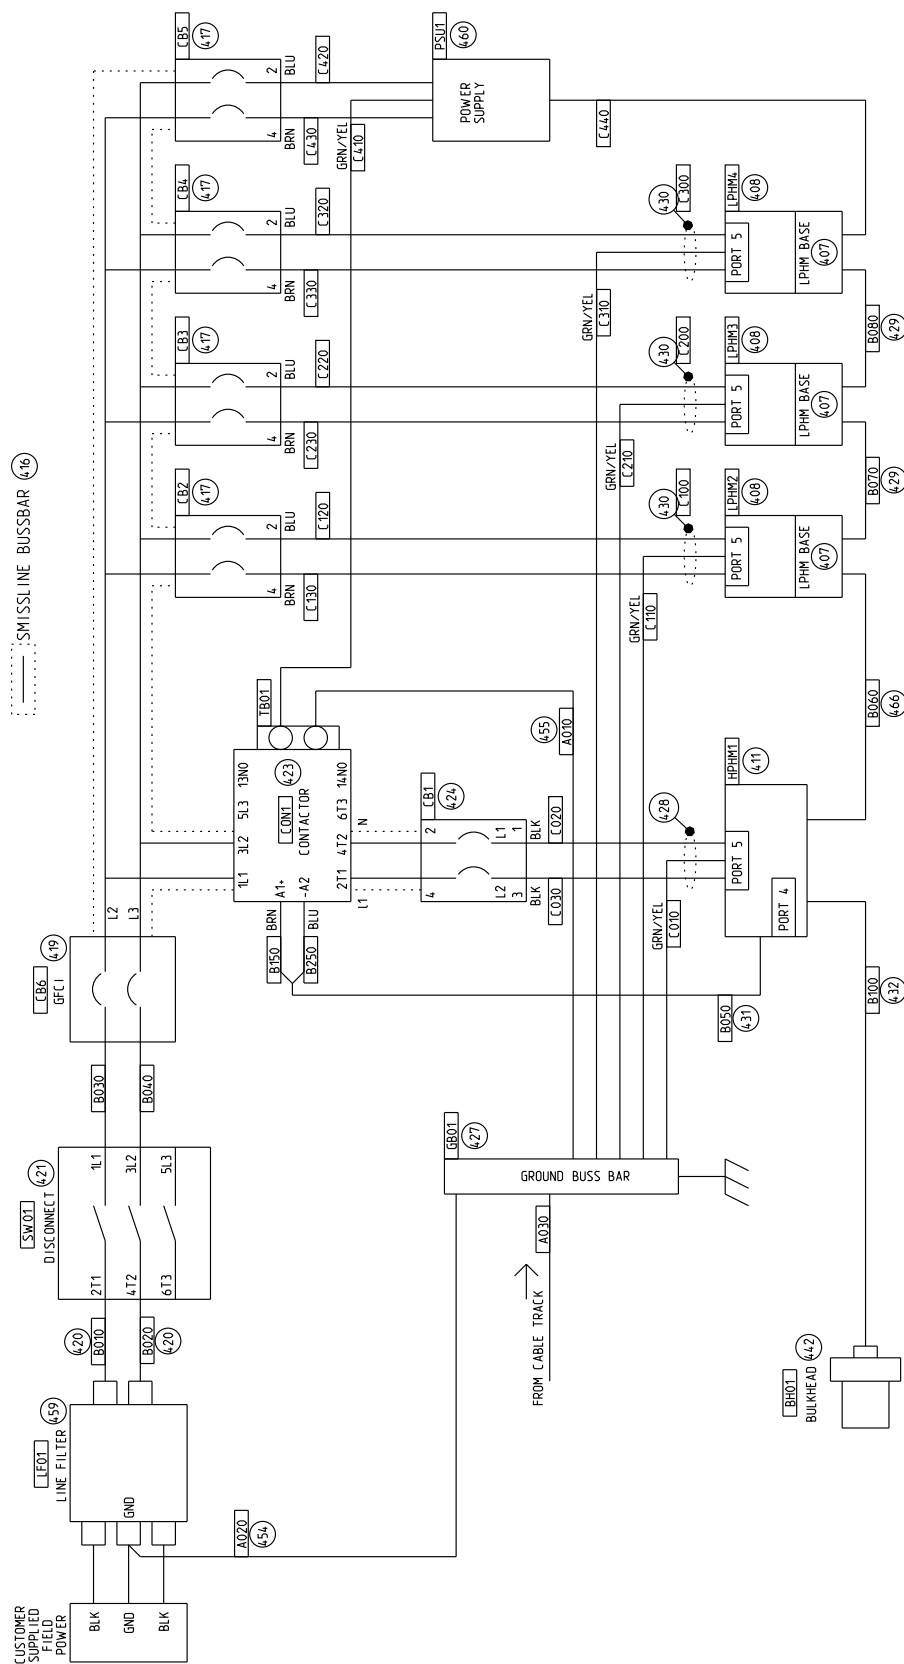 SMISSLINE BUSSBAR 416
CUSTOMER
SUPPLIED
FIELD
POWER
BLK
GND
BLK
LF01
LINE FILTER
459
GND
A020
454
420
B010
B020
420
SW01
DISCONNECT
421
2T1
4T2
6T3
1L1
3L2
5L3
B030
B040
CB6
GFCI
419
L2
L3
CB5
417
2
4
BLU
BRN
C420
C430
CB4
417
2
4
BLU
BRN
C320
C330
CB3
417
2
4
BLU
BRN
C220
C230
CB2
417
2
4
BLU
BRN
C120
C130
PSU1
460
POWER
SUPPLY
GRN/YEL
C410
C440
TB01
423
CON1
CONTACTOR
1L1
3L2
5L3
13NO
A1+
-A2
2T1
4T2
6T3
14NO
BRN
BLU
B150
B250
L1
N
CB1
424
2
4
L1
L2
1
3
BLK
BLK
C020
C030
455
A010
428
GRN/YEL
C010
430
C300
GRN/YEL
C310
LPHM4
408
PORT 5
LPHM BASE
407
430
C200
GRN/YEL
C210
LPHM3
408
PORT 5
LPHM BASE
407
430
C100
GRN/YEL
C110
LPHM2
408
PORT 5
LPHM BASE
407
B080
429
B070
429
B060
466
HPHM1
411
PORT 5
PORT 4
B050
431
B100
432
GB01
427
GROUND BUSS BAR
A030
FROM CABLE TRACK
BH01
BULKHEAD 442